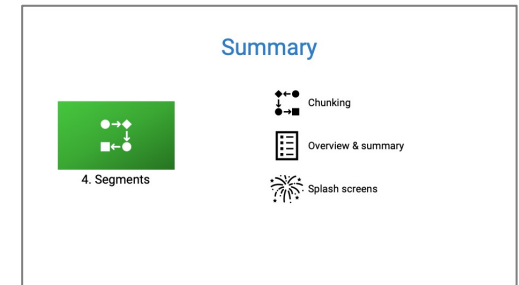 Summary
4. Segments
Chunking
Overview & summary
Splash screens